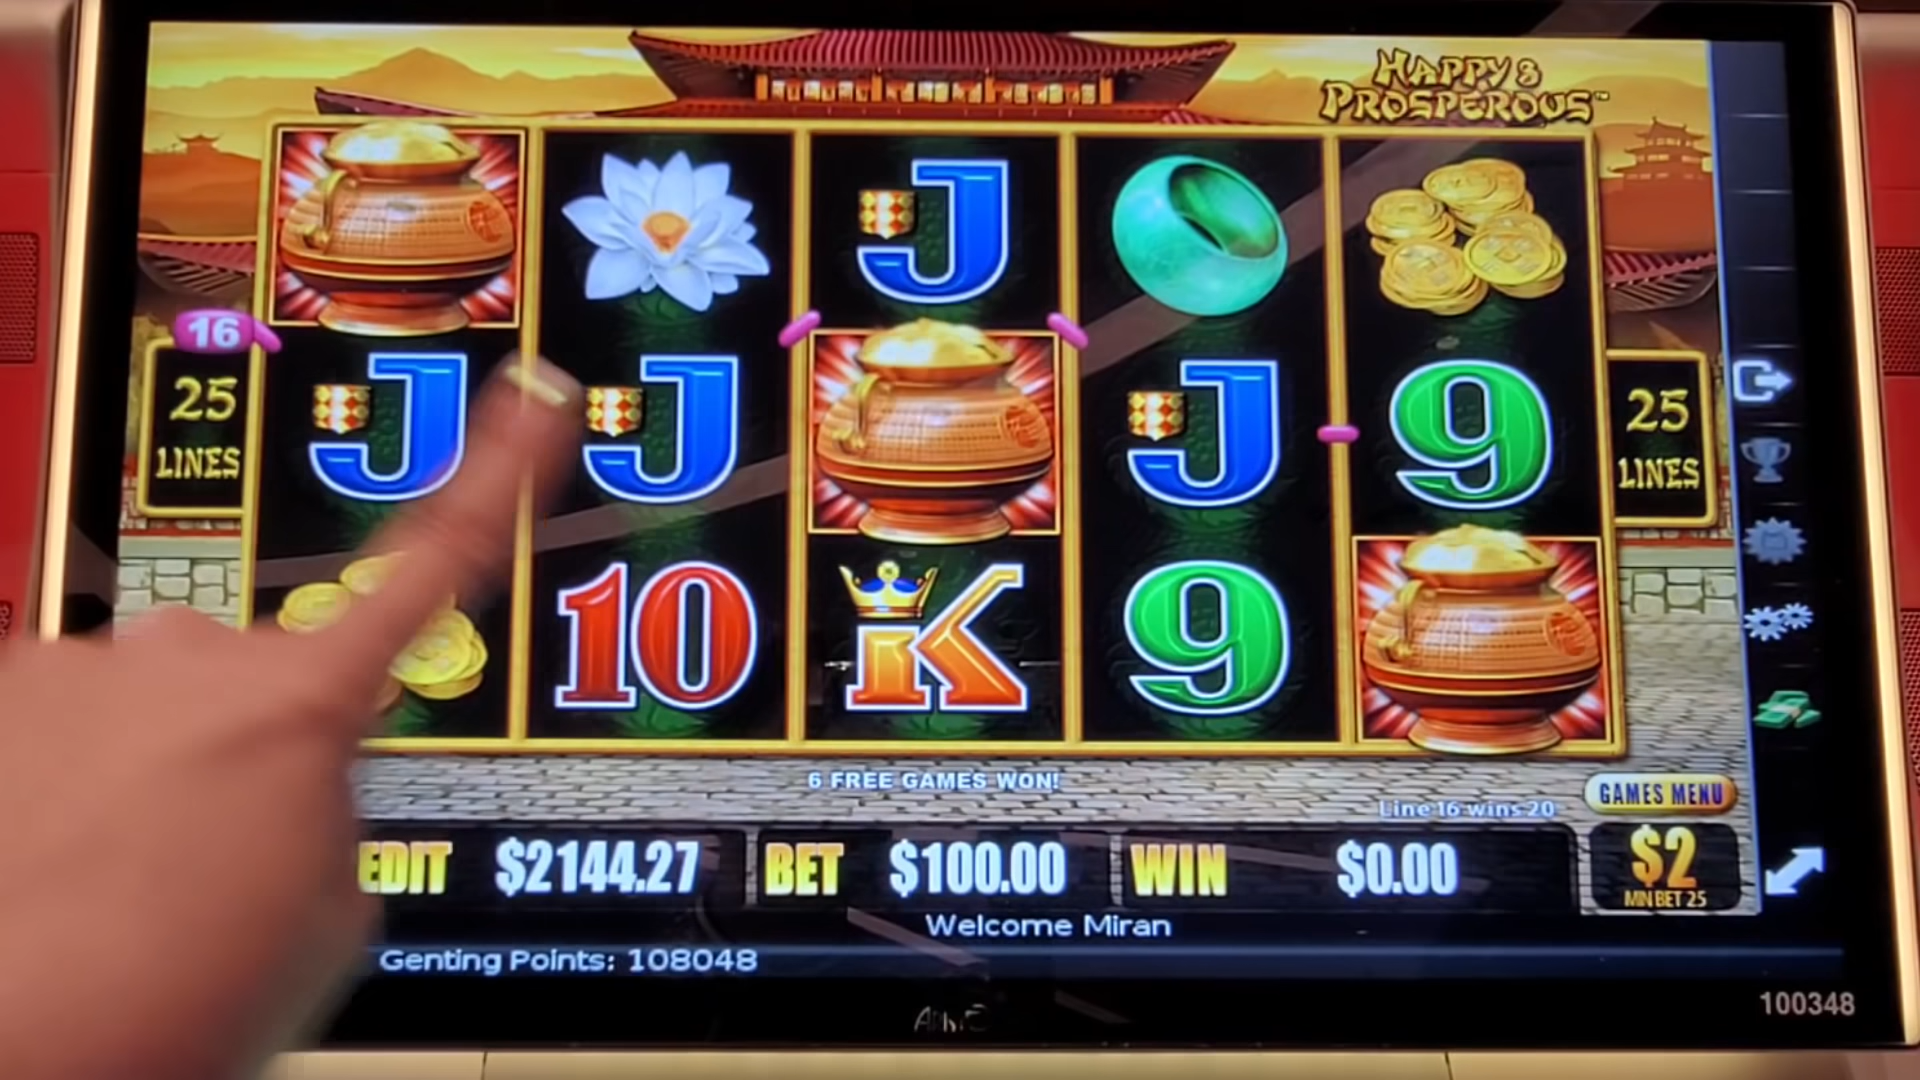 HAPPY &
PROSPEROUS™
J
16
25
LINES
J
J
J
9
25
LINES
10
K
9
6 FREE GAMES WON!
Line 16 wins 20
GAMES MENU
EDIT $2144.27
BET $100.00
WIN $0.00
$2
MIN BET 25
Welcome Miran
Genting Points: 108048
100348